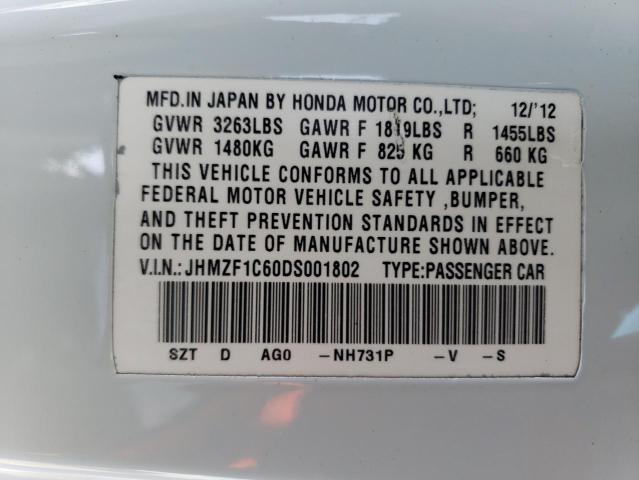 MFD.IN JAPAN BY HONDA MOTOR CO.,LTD; 12/'12
GVWR 3263LBS GAWR F 1819LBS R 1455LBS
GVWR 1480KG GAWR F 825 KG R 660 KG
THIS VEHICLE CONFORMS TO ALL APPLICABLE
FEDERAL MOTOR VEHICLE SAFETY ,BUMPER,
AND THEFT PREVENTION STANDARDS IN EFFECT
ON THE DATE OF MANUFACTURE SHOWN ABOVE.
V.I.N.:JHMZF1C60DS001802 TYPE:PASSENGER CAR
SZT D AG0 -NH731P -V -S